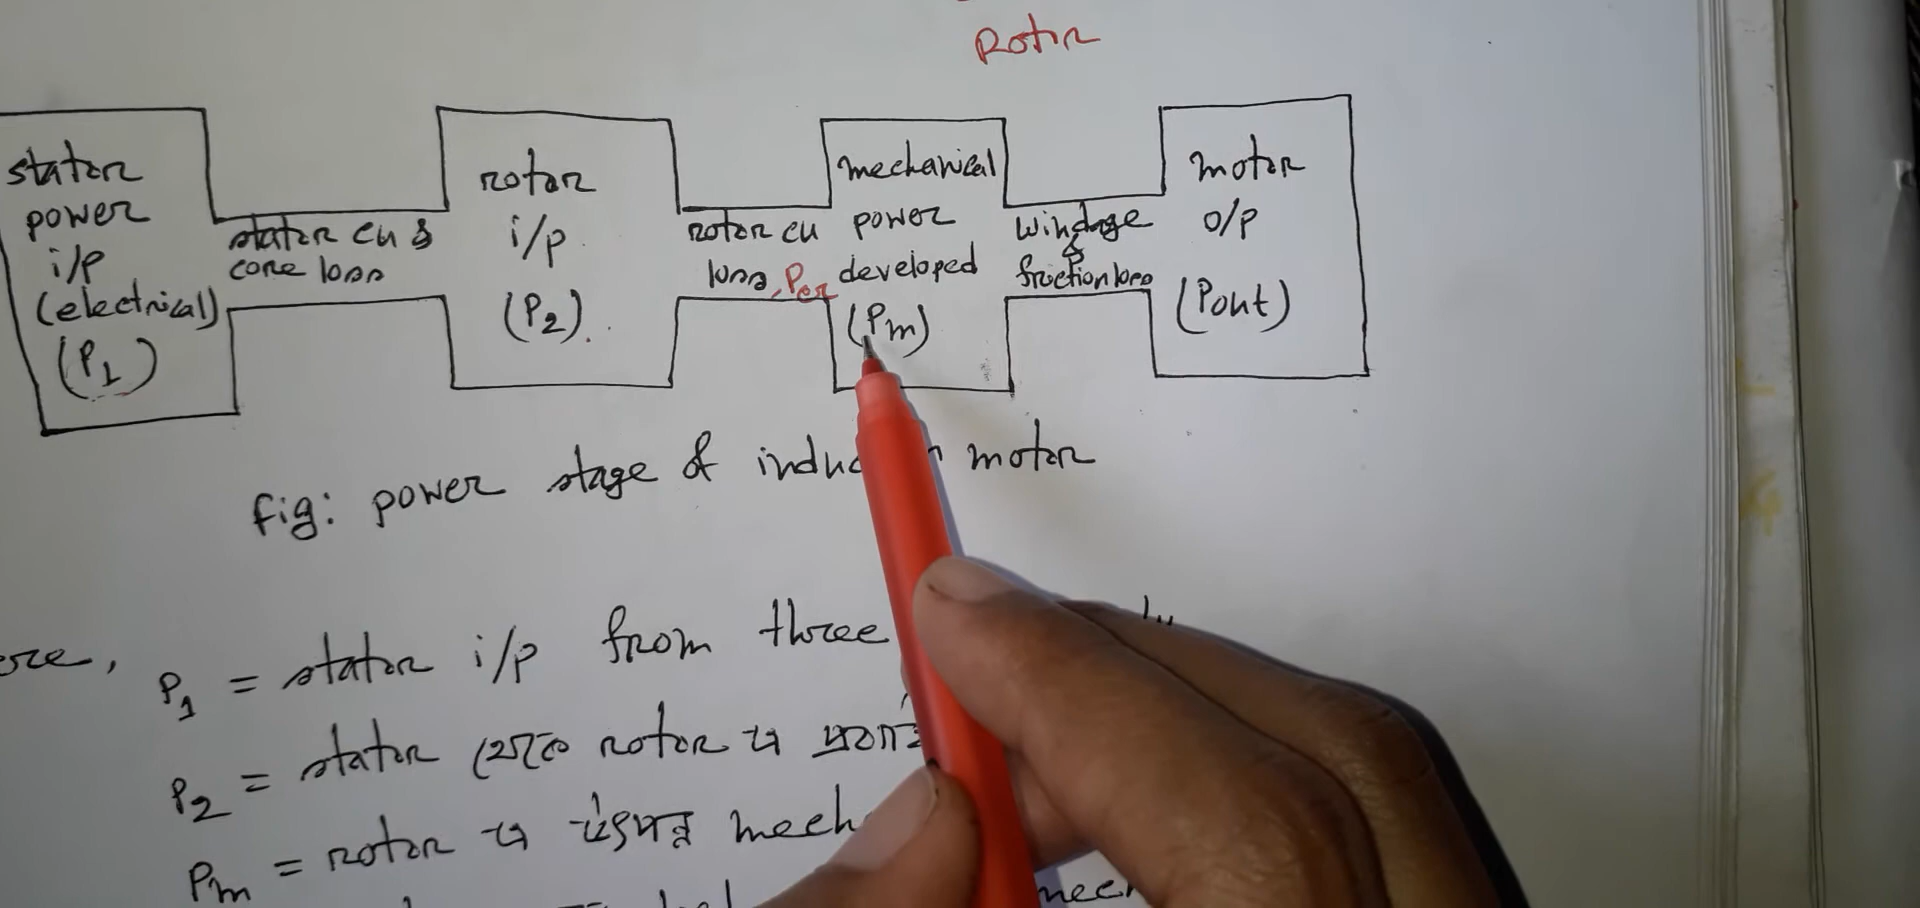 Rotor
stator
power
i/p
(electrical)
(P1)
stator cu &
core loss
rotor
i/p
(P2).
rotor cu
loss, Pcr
mechanical
power
developed
(Pm)
windage
&
friction loss
motor
o/p
(Pout)
fig: power stage of induc motor
P1 = stator i/p from three
P2 = stator হতে rotor এ
Pm = rotor এ উৎপন্ন mech